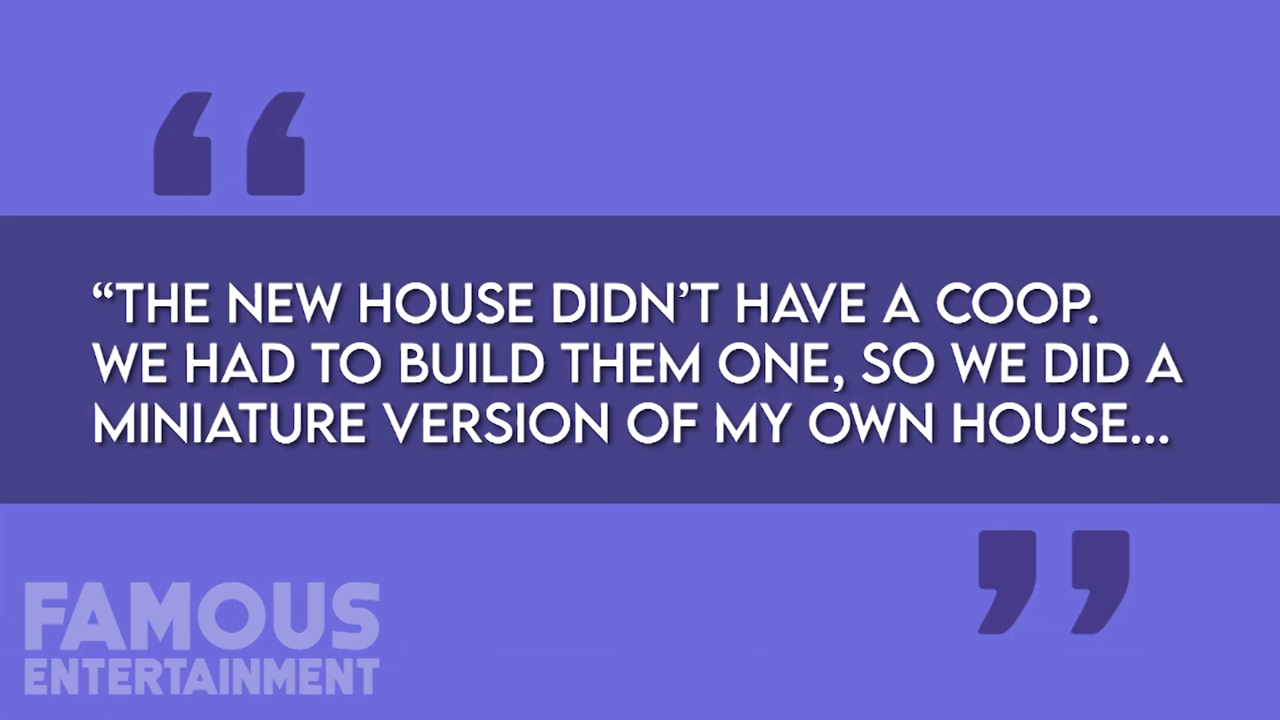 “THE NEW HOUSE DIDN’T HAVE A COOP.
WE HAD TO BUILD THEM ONE, SO WE DID A
MINIATURE VERSION OF MY OWN HOUSE...
FAMOUS
ENTERTAINMENT